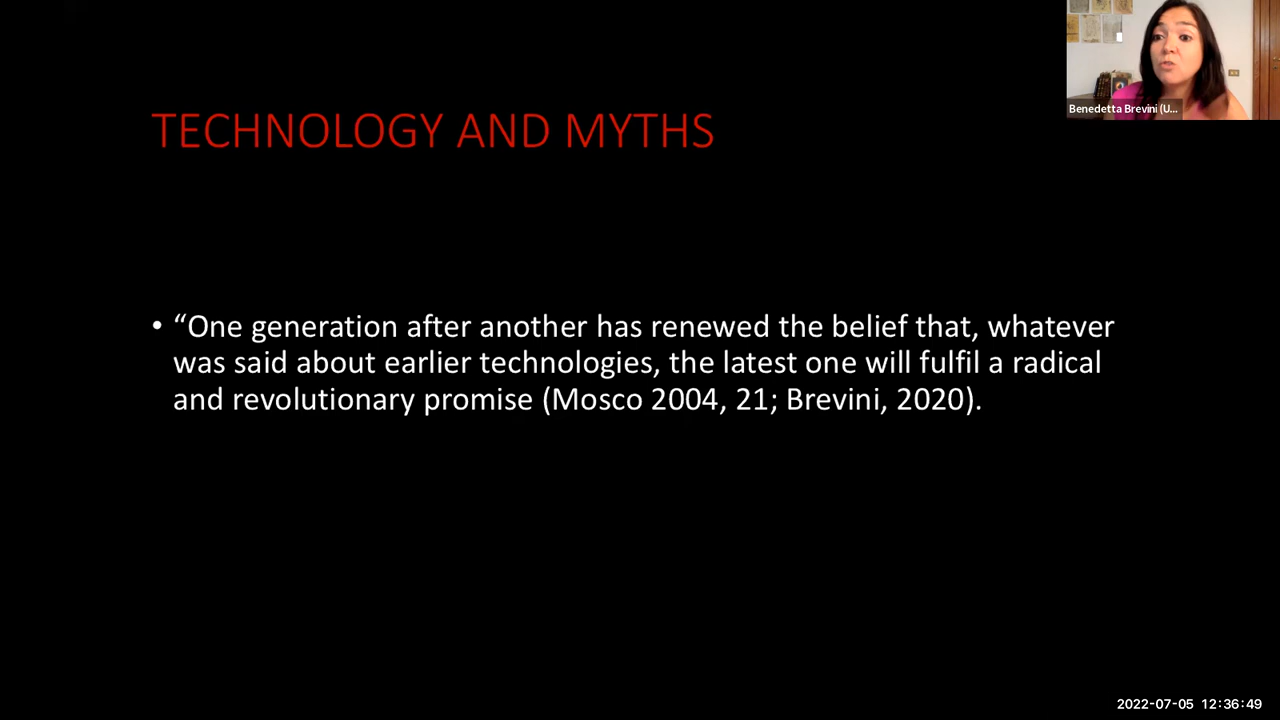 Benedetta Brevini (U...
TECHNOLOGY AND MYTHS
• “One generation after another has renewed the belief that, whatever
was said about earlier technologies, the latest one will fulfil a radical
and revolutionary promise (Mosco 2004, 21; Brevini, 2020).
2022-07-05 12:36:49